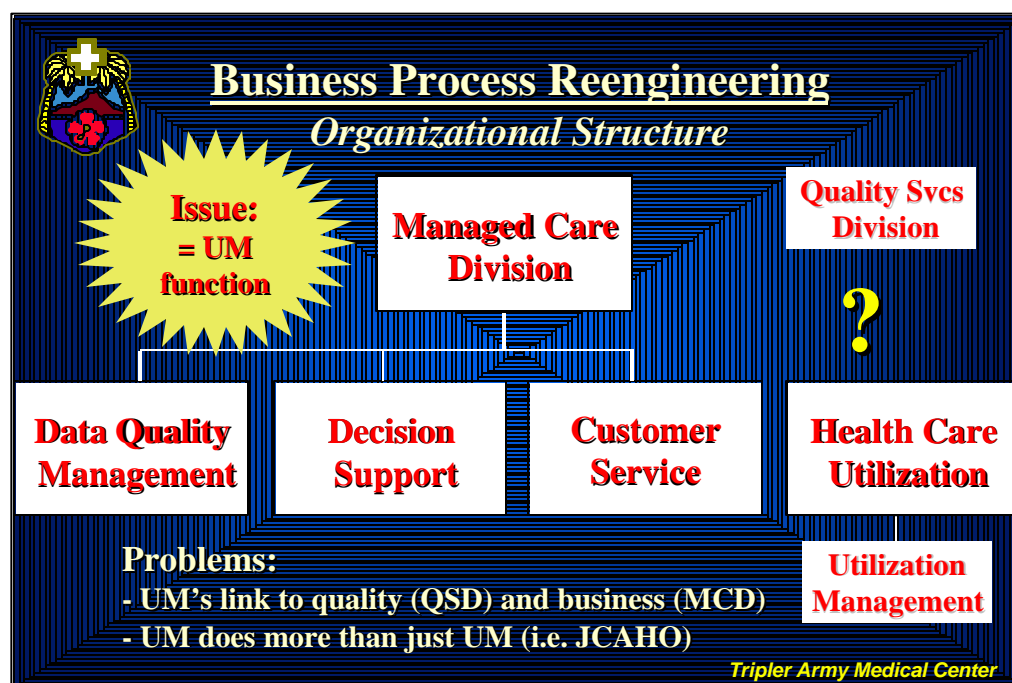 Business Process Reengineering
Organizational Structure
Issue:
= UM
function
Managed Care
Division
Quality Svcs
Division
?
Data Quality
Management
Decision
Support
Customer
Service
Health Care
Utilization
Utilization
Management
Problems:
- UM's link to quality (QSD) and business (MCD)
- UM does more than just UM (i.e. JCAHO)
Tripler Army Medical Center